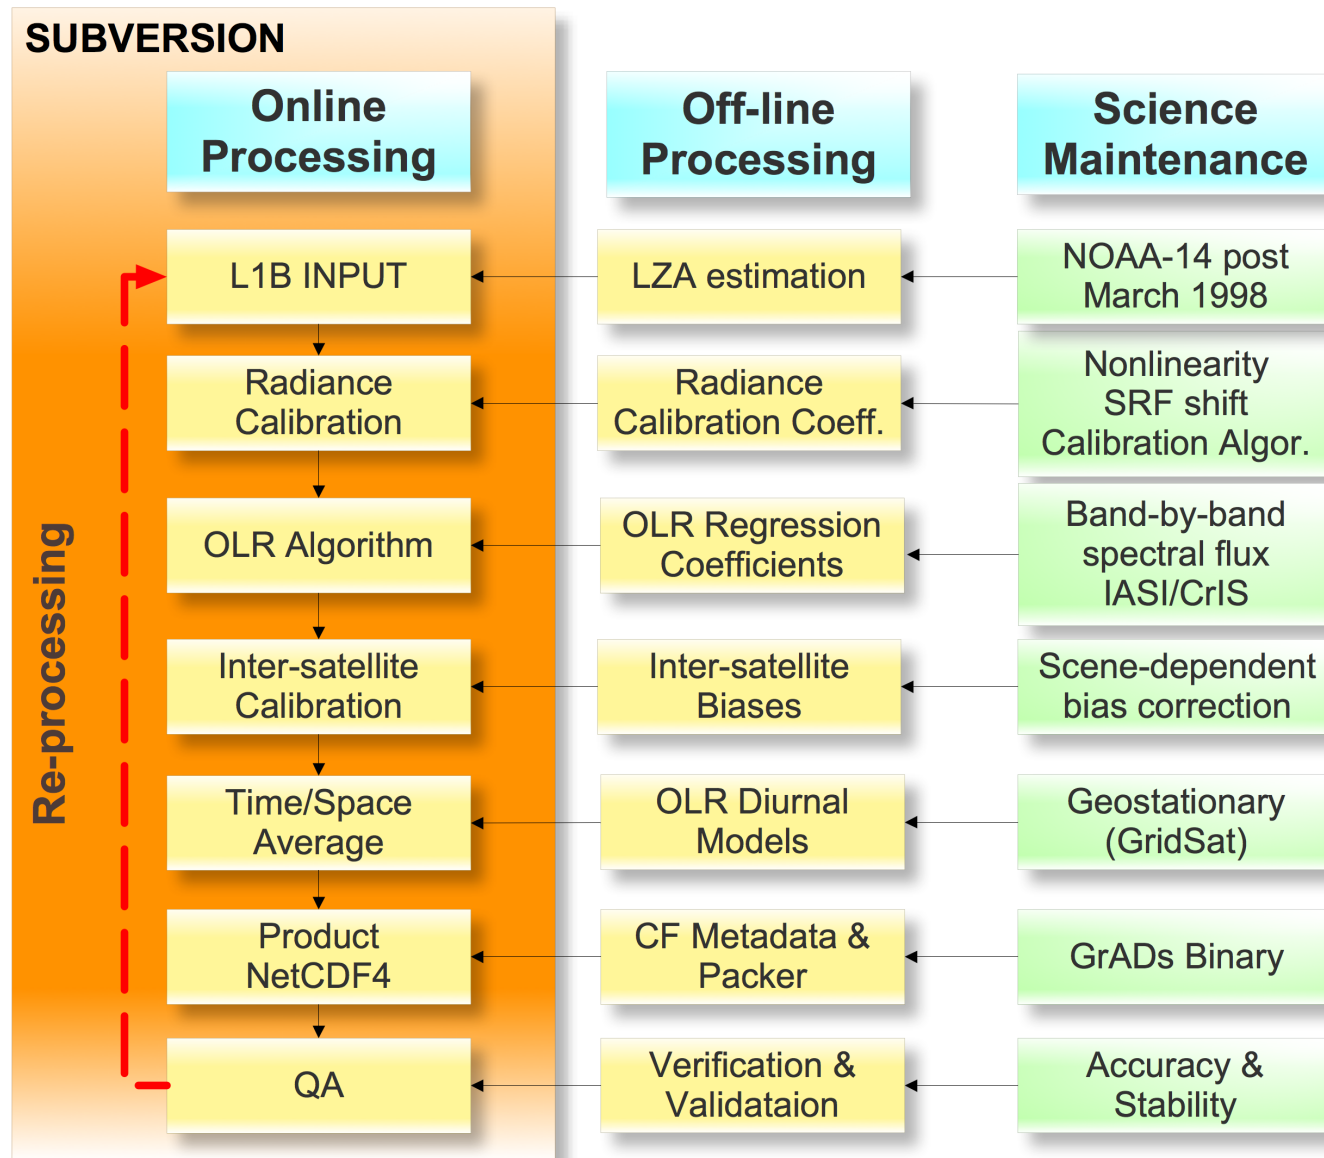 SUBVERSION
Online
Processing
Off-line
Processing
Science
Maintenance
L1B INPUT
LZA estimation
NOAA-14 post
March 1998
Radiance
Calibration
Radiance
Calibration Coeff.
Nonlinearity
SRF shift
Calibration Algor.
OLR Algorithm
OLR Regression
Coefficients
Band-by-band
spectral flux
IASI/CrIS
Inter-satellite
Calibration
Inter-satellite
Biases
Scene-dependent
bias correction
Time/Space
Average
OLR Diurnal
Models
Geostationary
(GridSat)
Product
NetCDF4
CF Metadata &
Packer
GrADs Binary
QA
Verification &
Validataion
Accuracy &
Stability
Re-processing